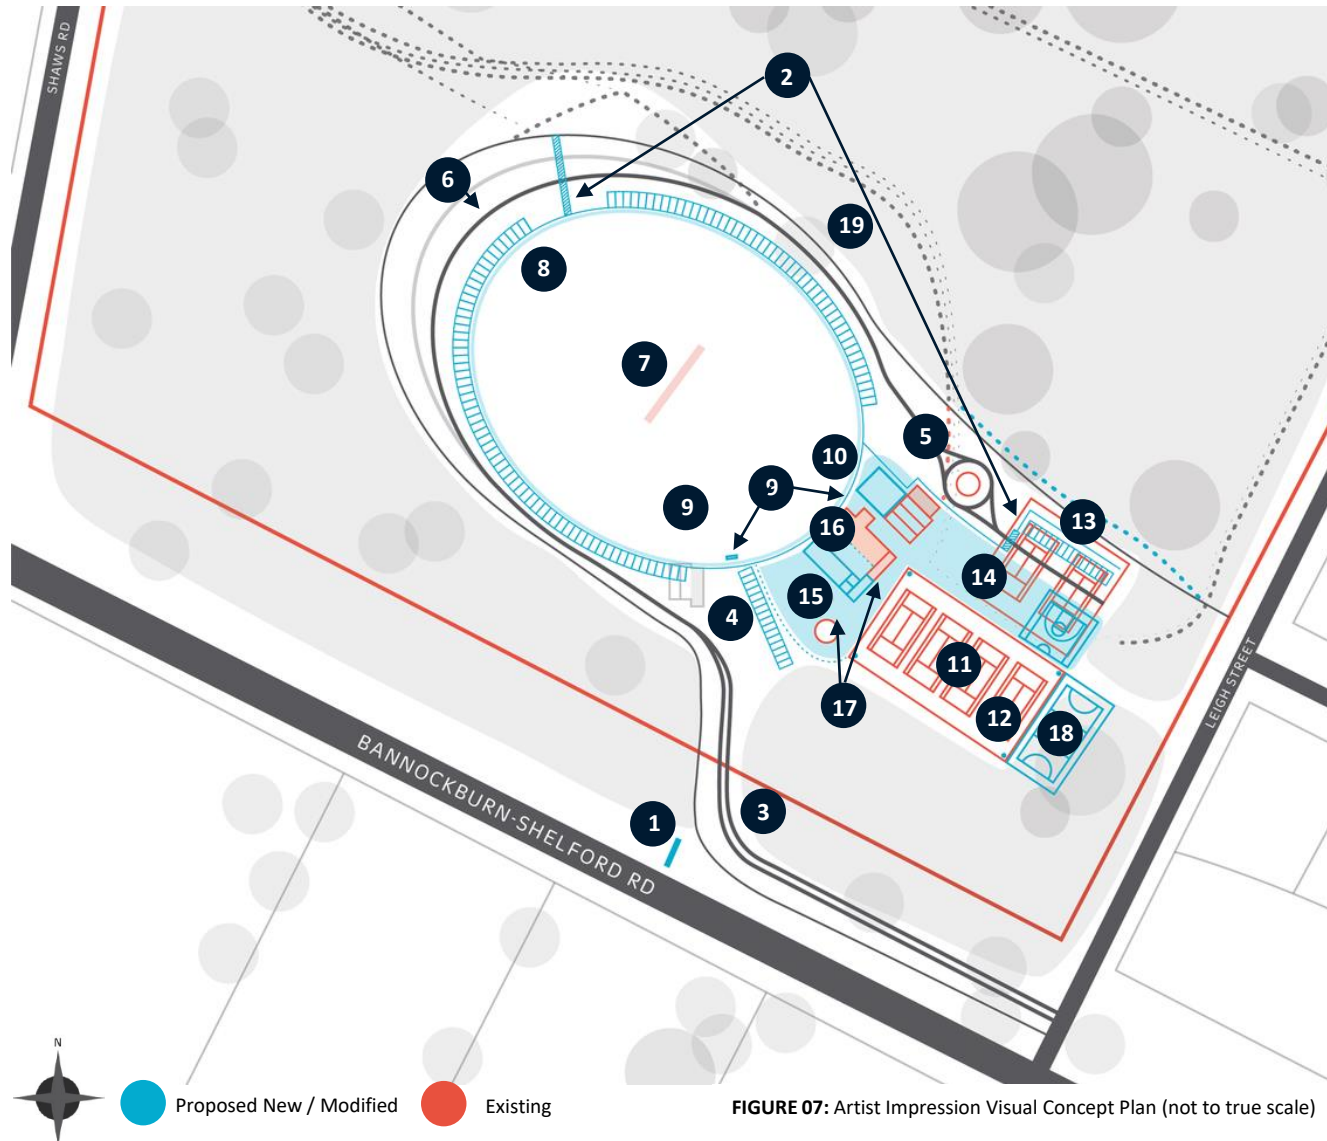 SHAWS RD
2
6
19
8
7
5
10
9
9
13
16
14
15
4
11
17
12
18
LEIGH STREET
3
1
BANNOCKBURN-SHELFORD RD
N
Proposed New / Modified
Existing
FIGURE 07: Artist Impression Visual Concept Plan (not to true scale)